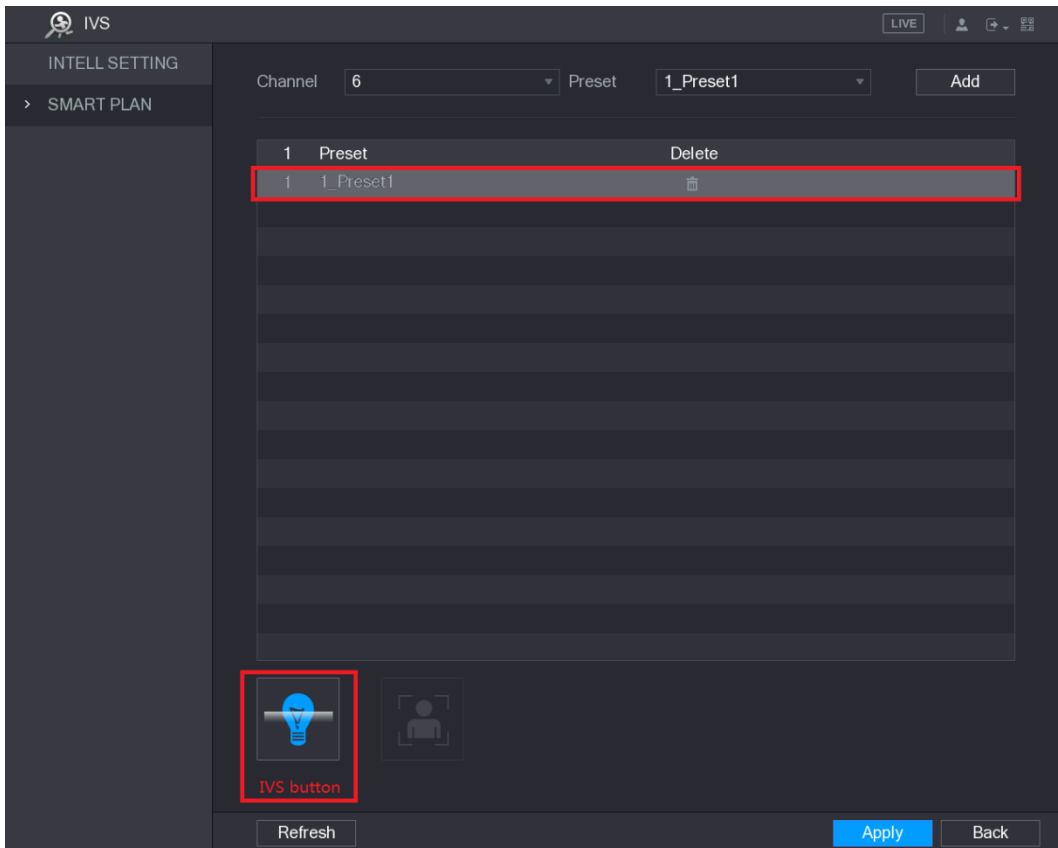 IVS LIVE
INTELL SETTING
SMART PLAN
Channel 6 Preset 1_Preset1 Add
1 Preset Delete
1 1_Preset1
IVS button
Refresh Apply Back